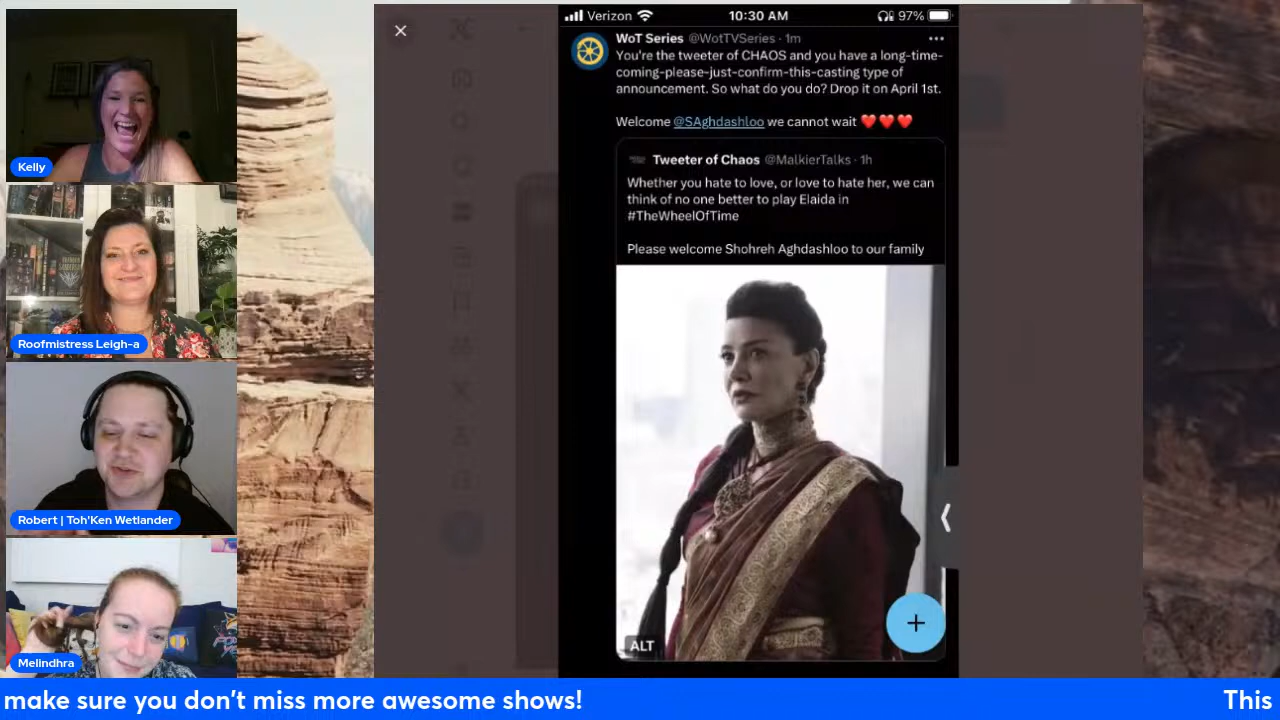 Kelly
Roofmistress Leigh-a
Robert | Toh'Ken Wetlander
Melindhra
Verizon
10:30 AM
97%
WoT Series @WotTVSeries · 1m
You're the tweeter of CHAOS and you have a long-time-
coming-please-just-confirm-this-casting type of
announcement. So what do you do? Drop it on April 1st.
Welcome @SAghdashloo we cannot wait ❤️❤️❤️
Tweeter of Chaos @MalkierTalks · 1h
Whether you hate to love, or love to hate her, we can
think of no one better to play Elaida in
#TheWheelOfTime
Please welcome Shohreh Aghdashloo to our family
ALT
make sure you don't miss more awesome shows!
This